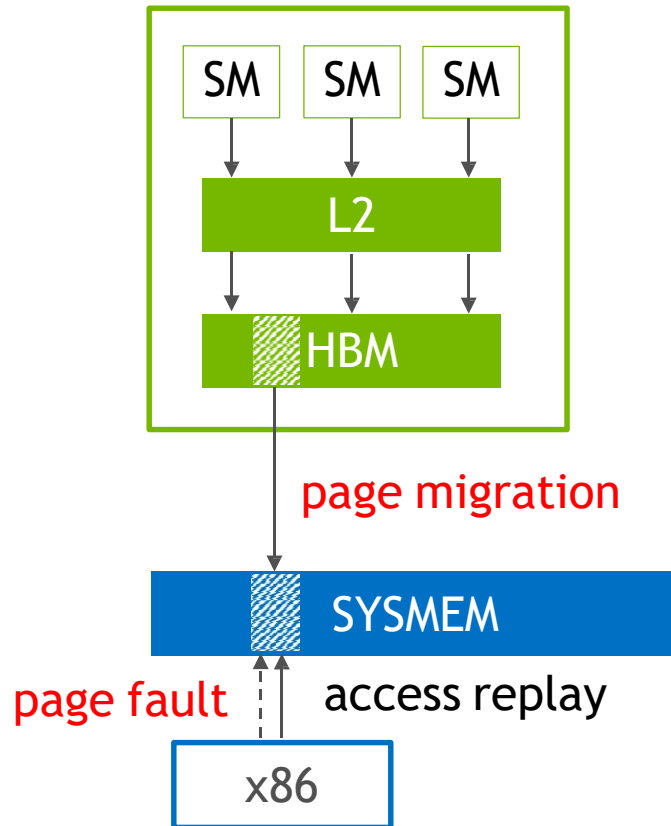 SM SM SM
L2
HBM
page migration
SYSMEM
page fault
access replay
x86